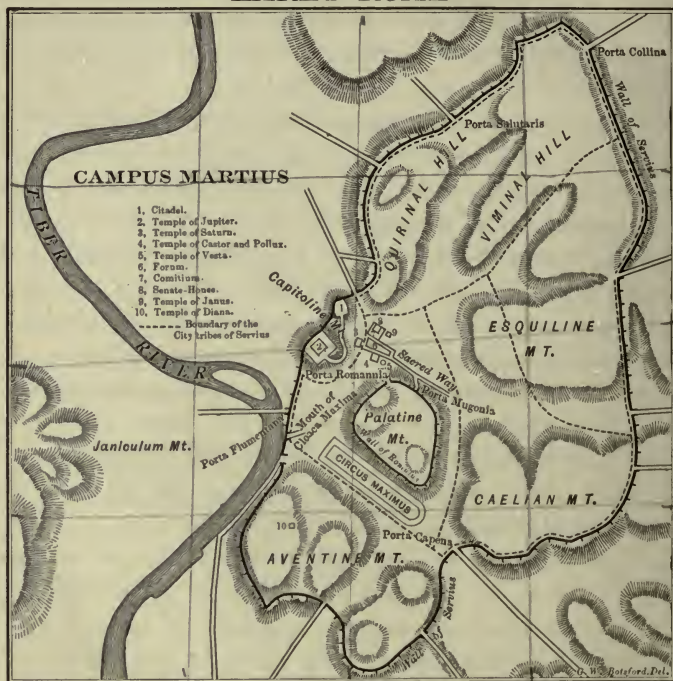 Porta Collina
Wall of Servius
Porta Salutaris
QUIRINAL HILL
VIMINAL HILL
CAMPUS MARTIUS
1, Citadel.
2, Temple of Jupiter.
3, Temple of Saturn.
4, Temple of Castor and Pollux.
5, Temple of Vesta.
6, Forum.
7, Comitium.
8, Senate-House.
9, Temple of Janus.
10, Temple of Diana.
Boundary of the
City tribes of Servius
TIBER
RIVER
Capitoline
9
ESQUILINE
MT.
Sacred Way
Porta Romanula
Porta Mugonia
Janiculum Mt.
Porta Flumentana
Mouth of
Cloaca Maxima
Palatine
Mt.
Wall of Romulus
CIRCUS MAXIMUS
CAELIAN MT.
10
Porta Capena
AVENTINE MT.
Wall of Servius
G. W. Botsford. Del.